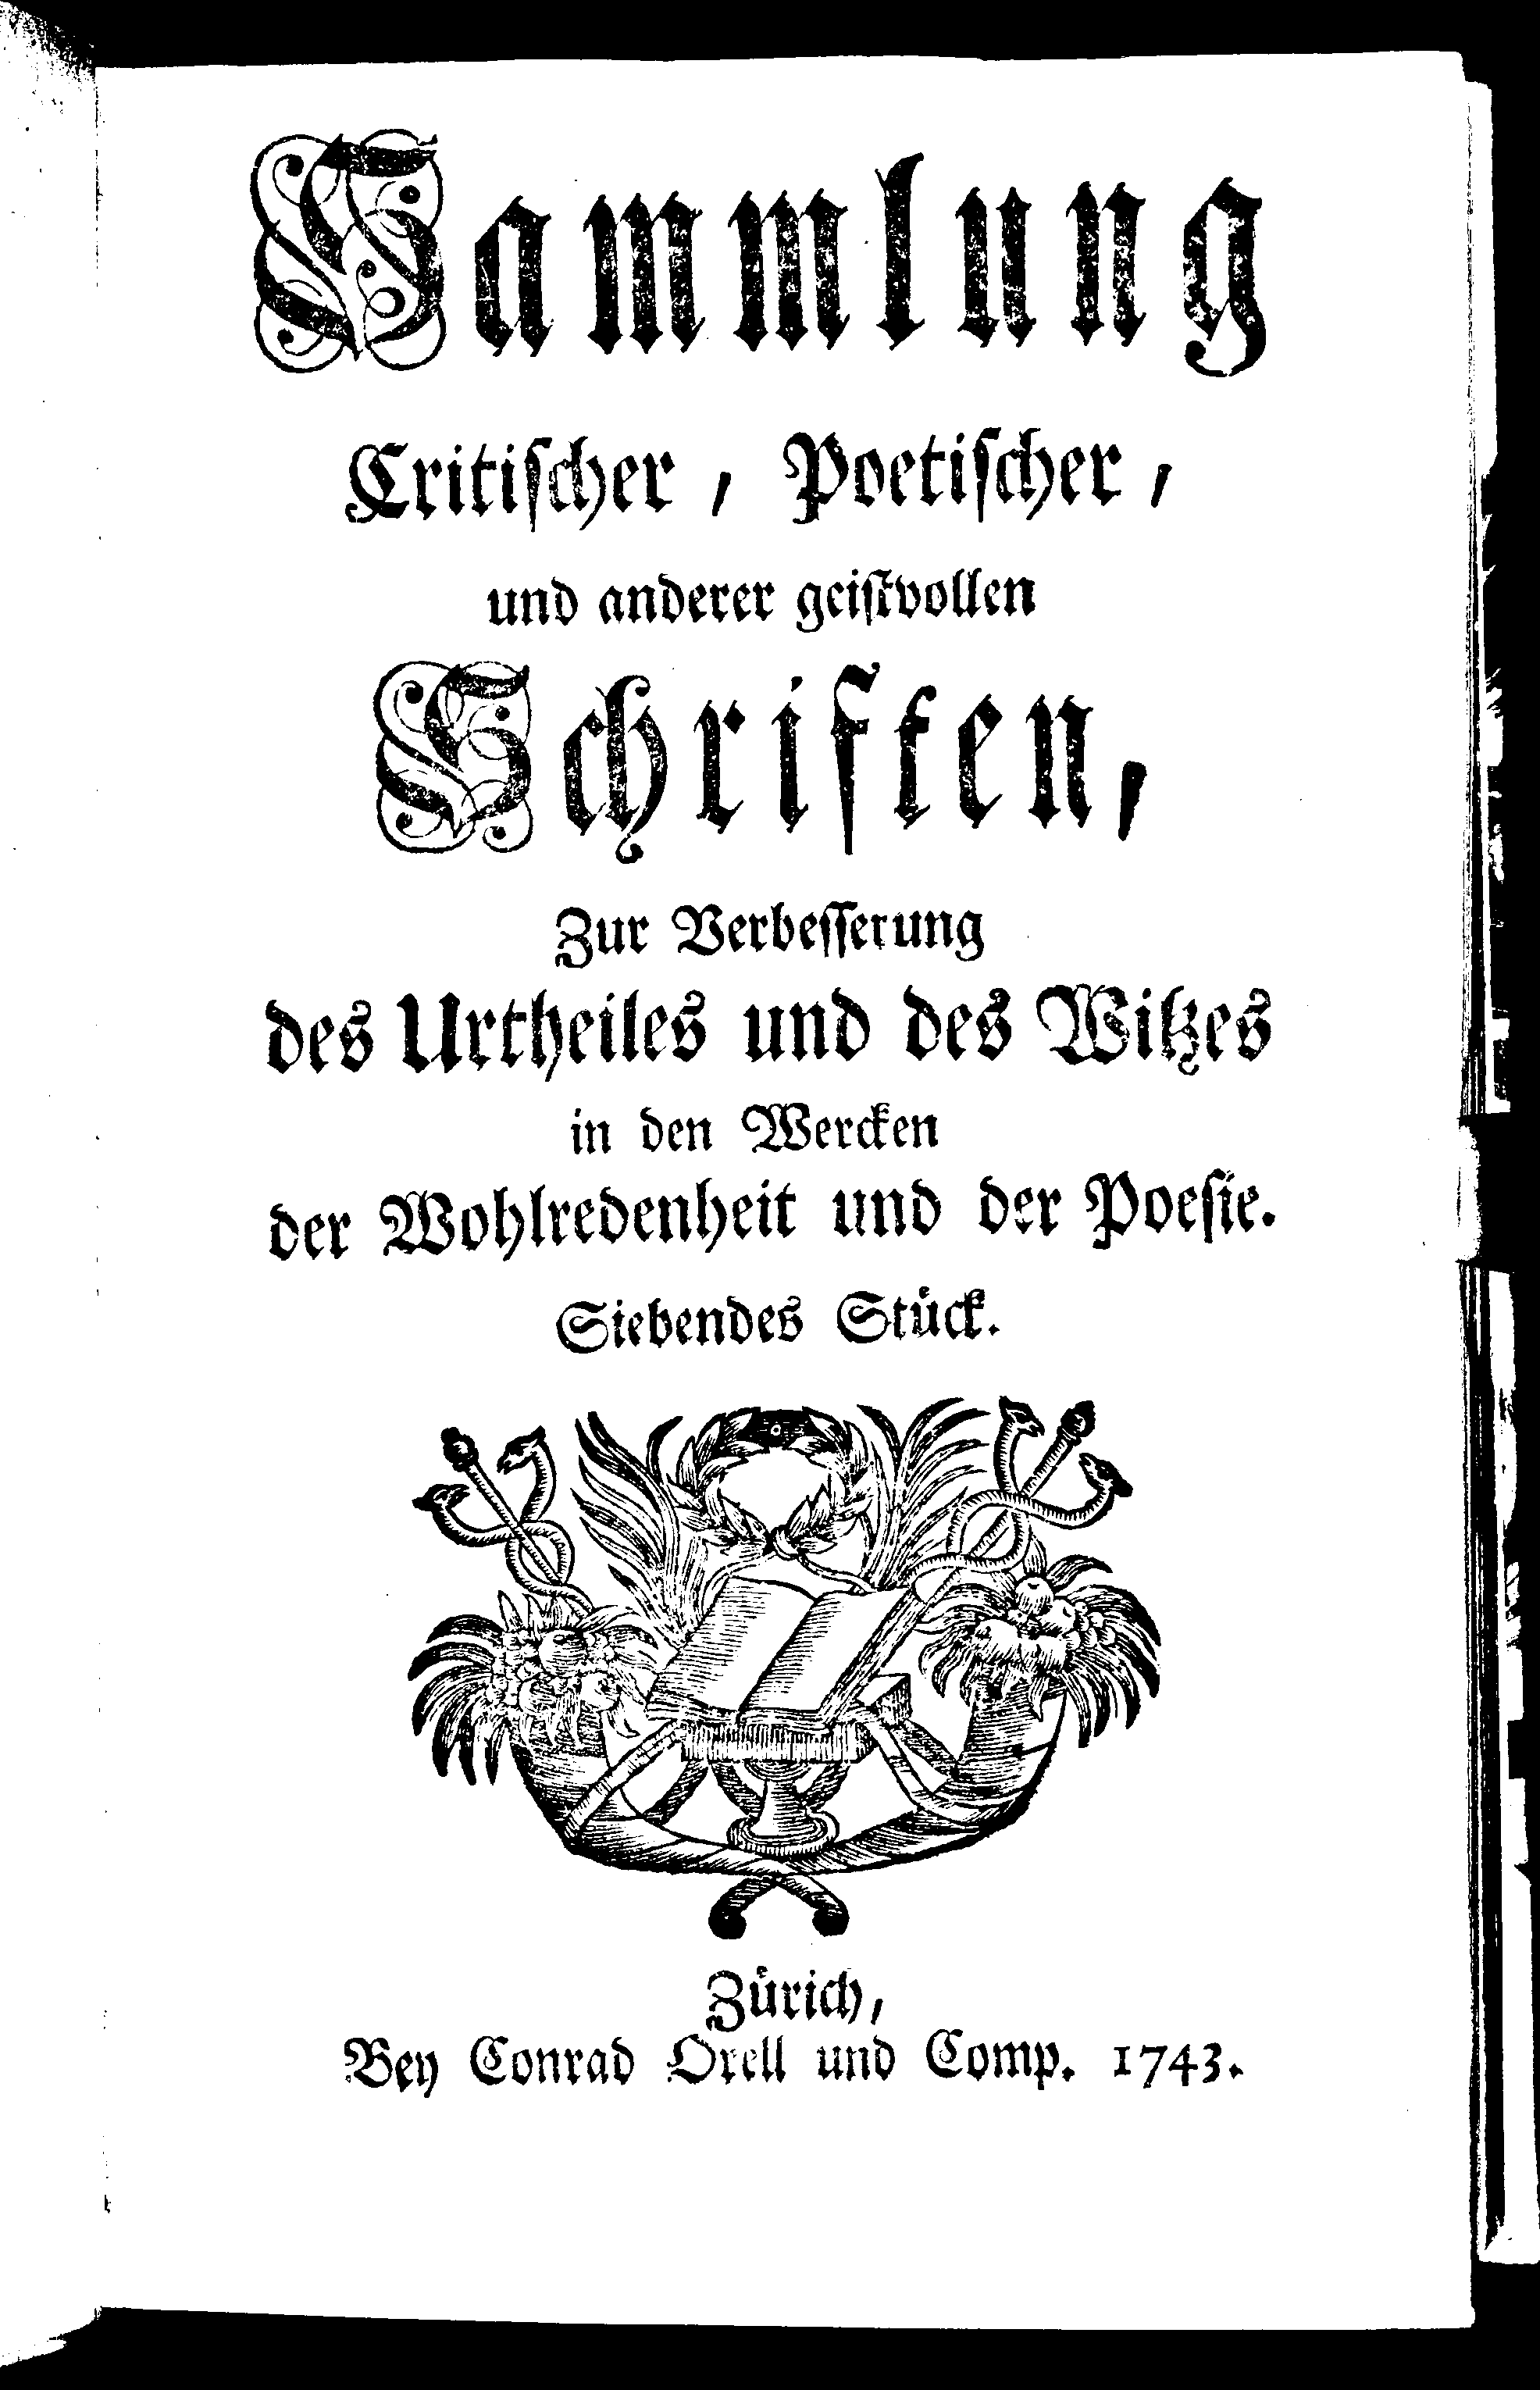 Sammlung
Critischer, Poetischer,
und anderer geistvollen
Schriften,
Zur Verbesserung
des Urtheiles und des Witzes
in den Wercken
der Wohlredenheit und der Poesie.
Siebendes Stück.
Zürich,
Bey Conrad Orell und Comp. 1743.